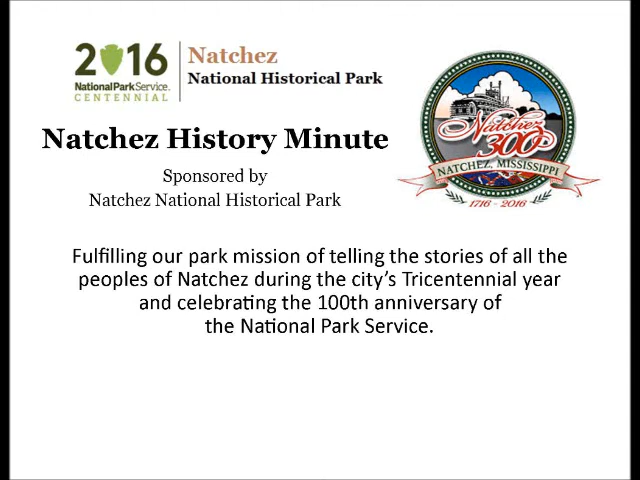 2016
National Park Service
CENTENNIAL
Natchez
National Historical Park
Natchez History Minute
Sponsored by
Natchez National Historical Park
Natchez
300
NATCHEZ, MISSISSIPPI
1716 - 2016
Fulfilling our park mission of telling the stories of all the
peoples of Natchez during the city's Tricentennial year
and celebrating the 100th anniversary of
the National Park Service.